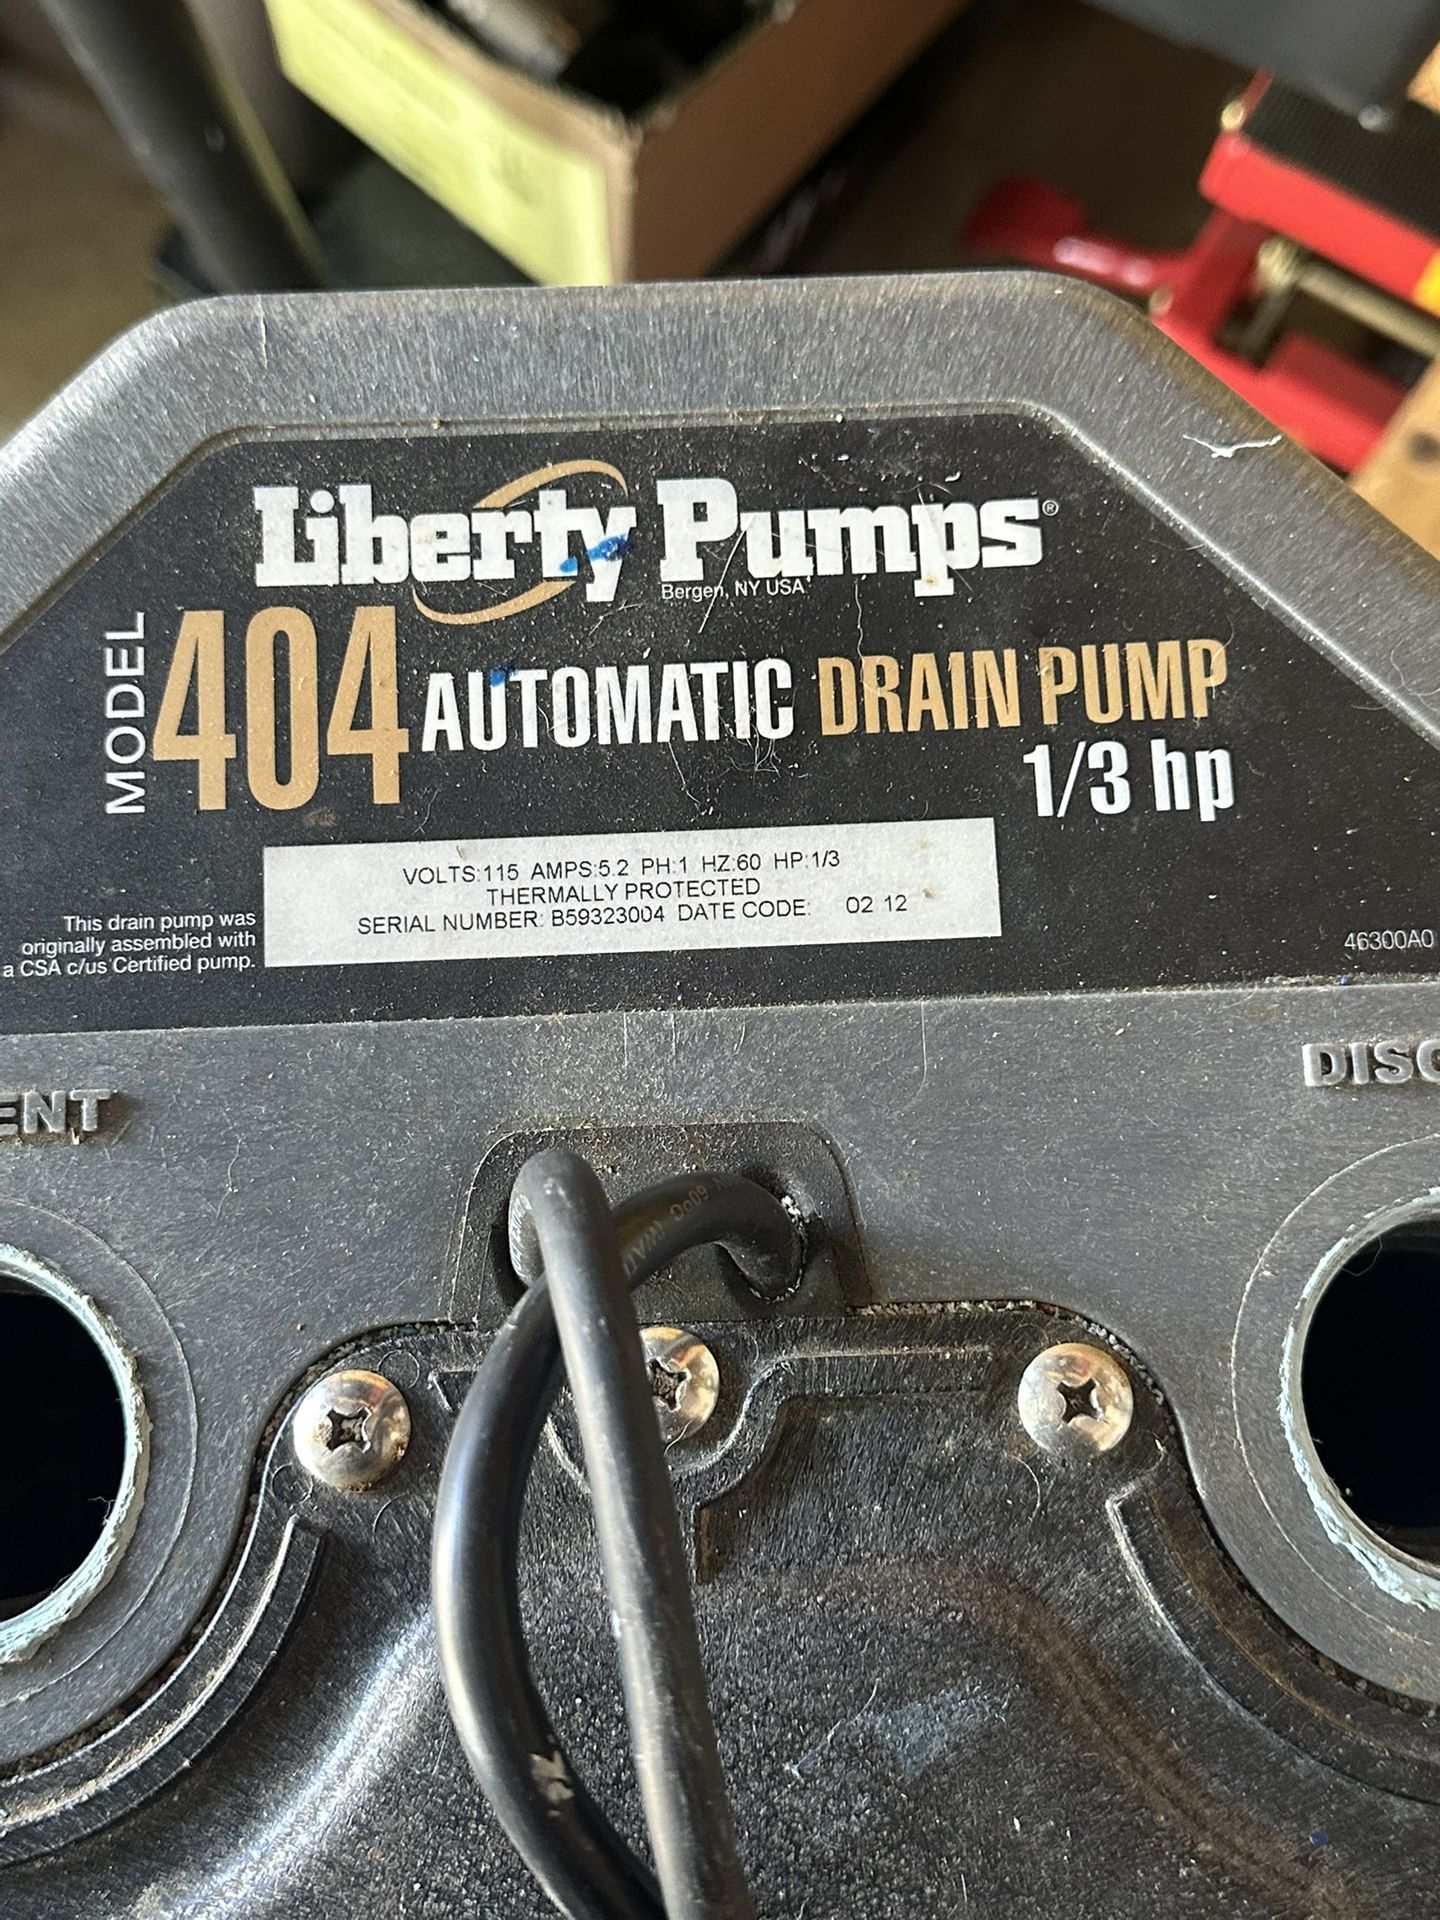 Liberty Pumps®
Bergen, NY USA
MODEL 404 AUTOMATIC DRAIN PUMP
1/3 hp
VOLTS:115 AMPS:5.2 PH:1 HZ:60 HP:1/3
THERMALLY PROTECTED
SERIAL NUMBER: B59323004 DATE CODE: 02 12
This drain pump was
originally assembled with
a CSA c/us Certified pump.
46300A0
ENT
DISC
60°C